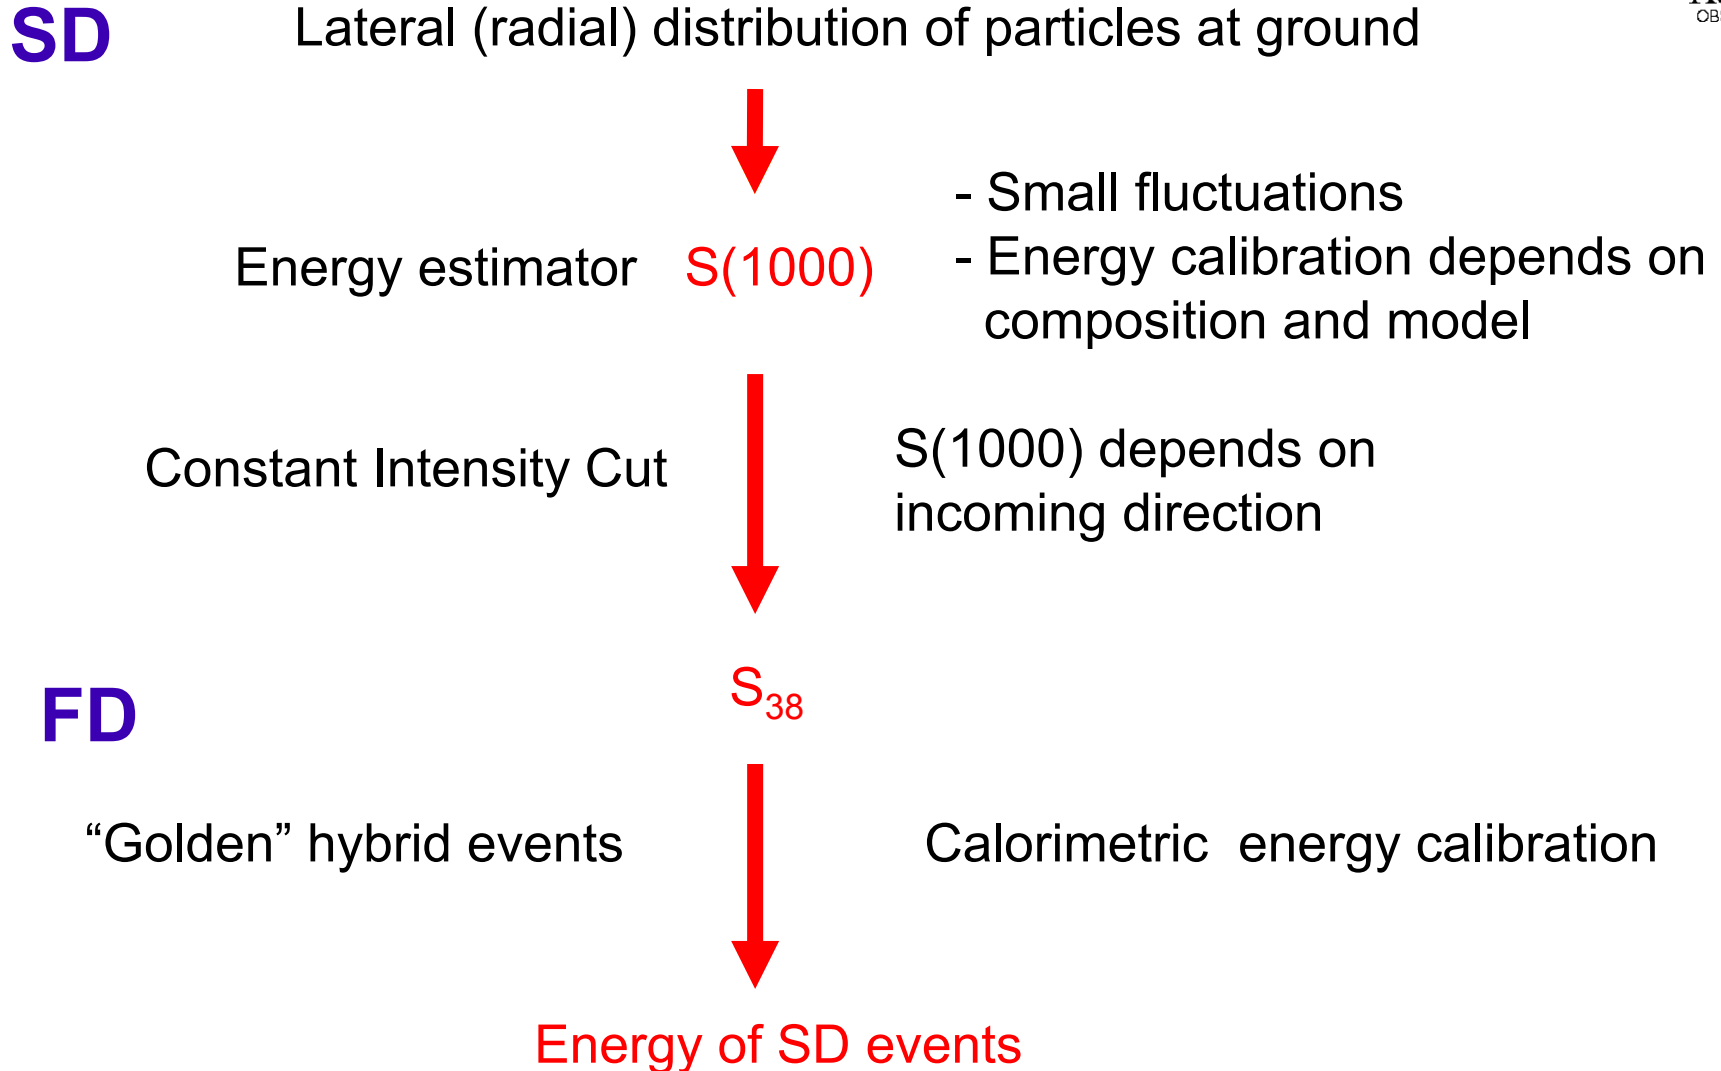 SD
Lateral (radial) distribution of particles at ground
- Small fluctuations
Energy estimator S(1000)
- Energy calibration depends on
composition and model
Constant Intensity Cut
S(1000) depends on
incoming direction
S38
FD
“Golden” hybrid events
Calorimetric energy calibration
Energy of SD events